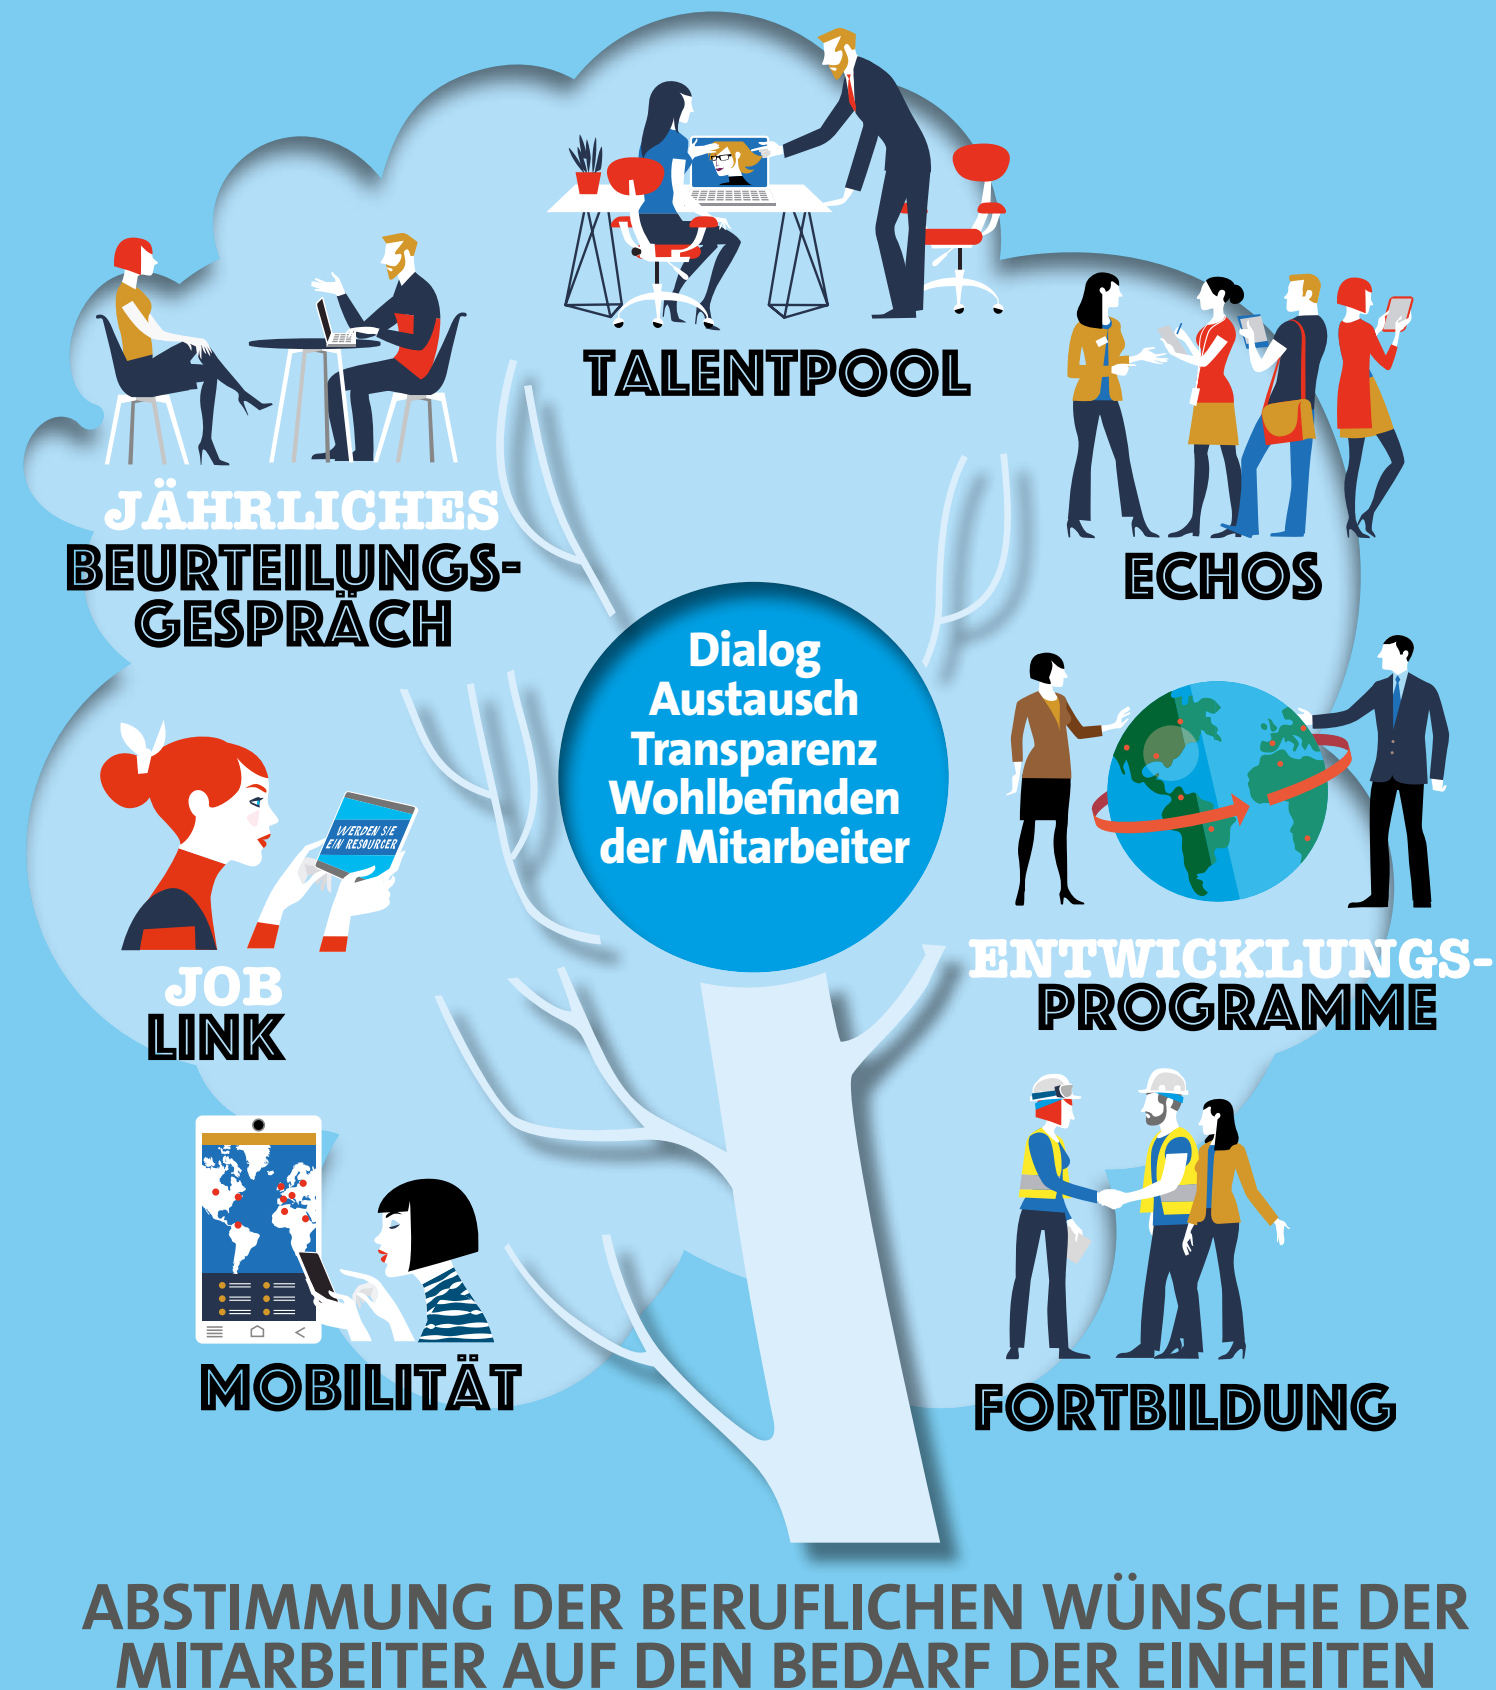 TALENTPOOL
JÄHRLICHES
BEURTEILUNGS-
GESPRÄCH
ECHOS
Dialog
Austausch
Transparenz
Wohlbefinden
der Mitarbeiter
WERDEN SIE
EIN RESOURCER
JOB
LINK
ENTWICKLUNGS-
PROGRAMME
MOBILITÄT
FORTBILDUNG
ABSTIMMUNG DER BERUFLICHEN WÜNSCHE DER
MITARBEITER AUF DEN BEDARF DER EINHEITEN